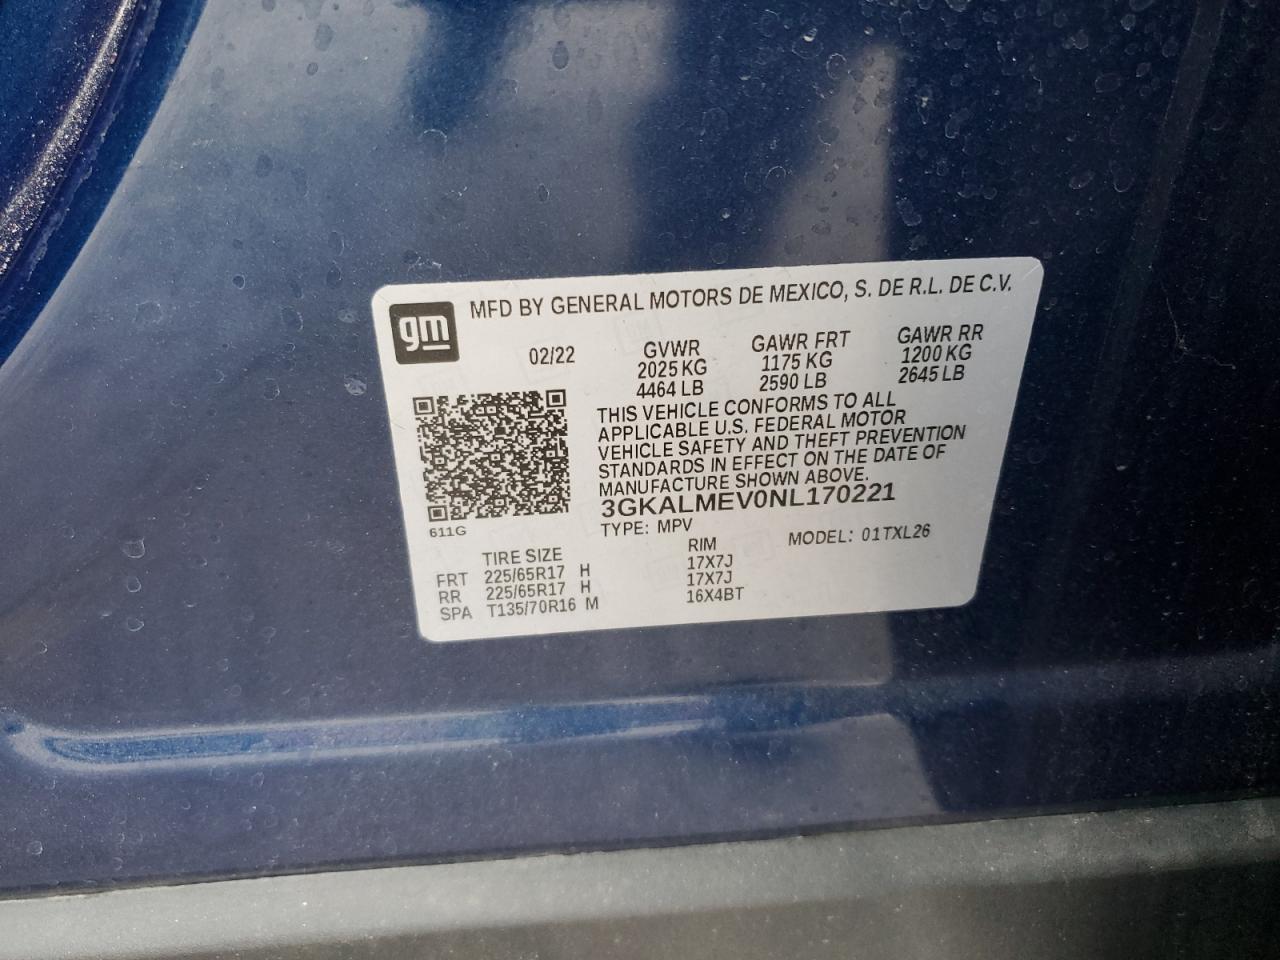 gm MFD BY GENERAL MOTORS DE MEXICO, S. DE R.L. DE C.V.
02/22 GVWR GAWR FRT GAWR RR
2025 KG 1175 KG 1200 KG
4464 LB 2590 LB 2645 LB
THIS VEHICLE CONFORMS TO ALL
APPLICABLE U.S. FEDERAL MOTOR
VEHICLE SAFETY AND THEFT PREVENTION
STANDARDS IN EFFECT ON THE DATE OF
MANUFACTURE SHOWN ABOVE.
3GKALMEV0NL170221
611G
TYPE: MPV MODEL: 01TXL26
TIRE SIZE RIM
FRT 225/65R17 H 17X7J
RR 225/65R17 H 17X7J
SPA T135/70R16 M 16X4BT